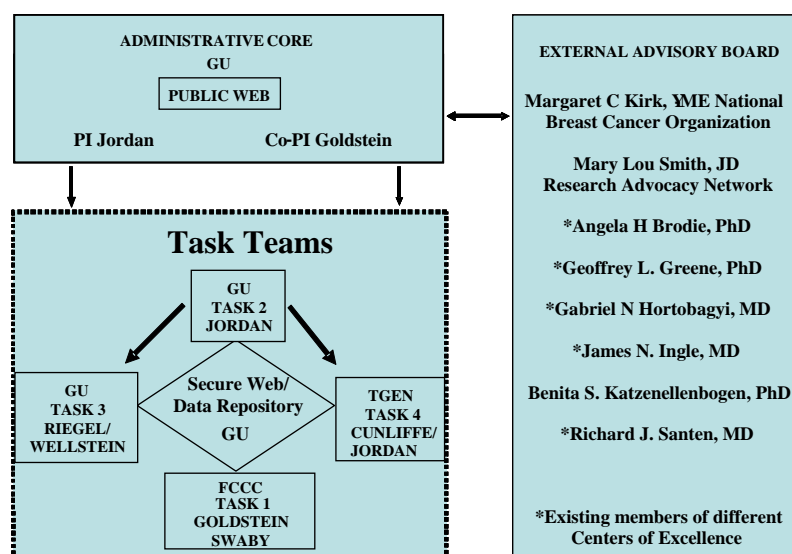 ADMINISTRATIVE CORE
GU
PUBLIC WEB
PI Jordan
Co-PI Goldstein
Task Teams
GU
TASK 2
JORDAN
GU
TASK 3
RIEGEL/
WELLSTEIN
Secure Web/
Data Repository
GU
TGEN
TASK 4
CUNLIFFE/
JORDAN
FCCC
TASK 1
GOLDSTEIN
SWABY
EXTERNAL ADVISORY BOARD
Margaret C Kirk, YME National
Breast Cancer Organization
Mary Lou Smith, JD
Research Advocacy Network
*Angela H Brodie, PhD
*Geoffrey L. Greene, PhD
*Gabriel N Hortobagyi, MD
*James N. Ingle, MD
Benita S. Katzenellenbogen, PhD
*Richard J. Santen, MD
*Existing members of different
Centers of Excellence